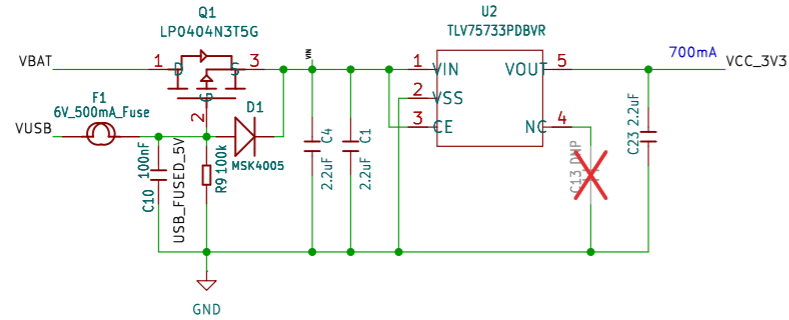 Q1
LP0404N3T5G
U2
TLV75733PDBVR
VIN
VBAT
1
D
S
3
G
2
1
VIN
VOUT
5
700mA
VCC_3V3
2
VSS
3
CE
NC
4
F1
6V_500mA_Fuse
VUSB
D1
MSK4005
C10
100nF
USB_FUSED_5V
R9
100k
C4
2.2uF
C1
2.2uF
C13
DNP
C23
2.2uF
GND